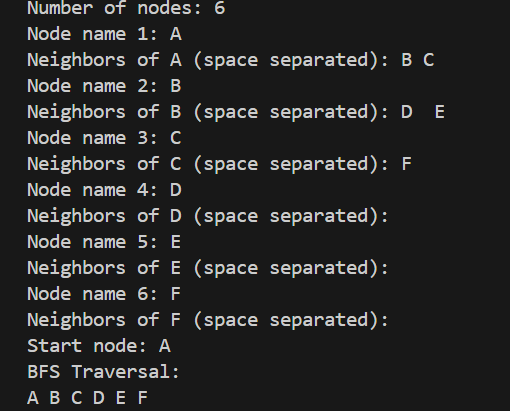 Number of nodes: 6
Node name 1: A
Neighbors of A (space separated): B C
Node name 2: B
Neighbors of B (space separated): D  E
Node name 3: C
Neighbors of C (space separated): F
Node name 4: D
Neighbors of D (space separated):
Node name 5: E
Neighbors of E (space separated):
Node name 6: F
Neighbors of F (space separated):
Start node: A
BFS Traversal:
A B C D E F